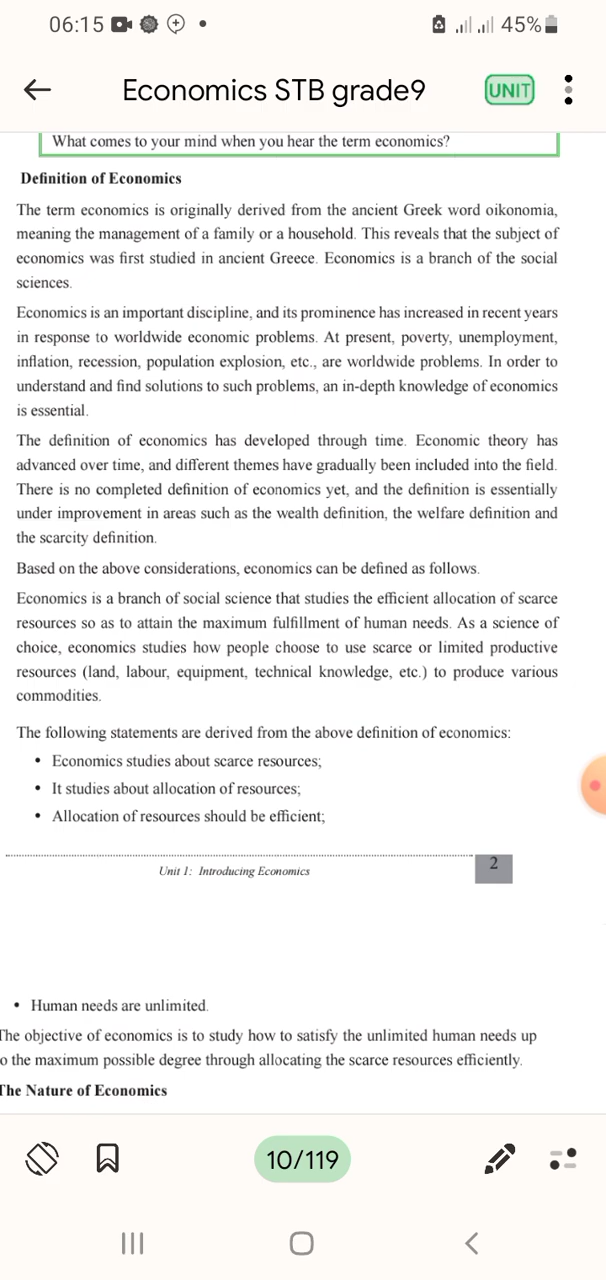 06:15
45%
Economics STB grade9
UNIT
What comes to your mind when you hear the term economics?
Definition of Economics
The term economics is originally derived from the ancient Greek word oikonomia,
meaning the management of a family or a household. This reveals that the subject of
economics was first studied in ancient Greece. Economics is a branch of the social
sciences.
Economics is an important discipline, and its prominence has increased in recent years
in response to worldwide economic problems. At present, poverty, unemployment,
inflation, recession, population explosion, etc., are worldwide problems. In order to
understand and find solutions to such problems, an in-depth knowledge of economics
is essential.
The definition of economics has developed through time. Economic theory has
advanced over time, and different themes have gradually been included into the field.
There is no completed definition of economics yet, and the definition is essentially
under improvement in areas such as the wealth definition, the welfare definition and
the scarcity definition.
Based on the above considerations, economics can be defined as follows.
Economics is a branch of social science that studies the efficient allocation of scarce
resources so as to attain the maximum fulfillment of human needs. As a science of
choice, economics studies how people choose to use scarce or limited productive
resources (land, labour, equipment, technical knowledge, etc.) to produce various
commodities.
The following statements are derived from the above definition of economics:
• Economics studies about scarce resources;
• It studies about allocation of resources;
• Allocation of resources should be efficient;
Unit 1: Introducing Economics
2
• Human needs are unlimited.
The objective of economics is to study how to satisfy the unlimited human needs up
o the maximum possible degree through allocating the scarce resources efficiently.
The Nature of Economics
10/119